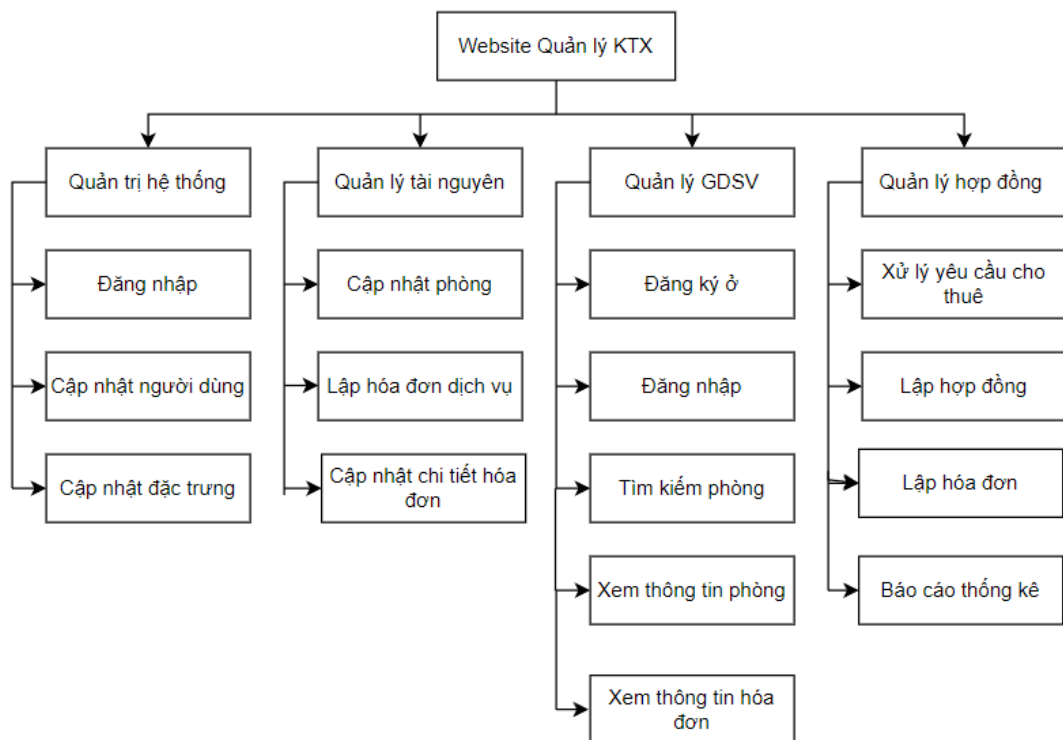 Website Quản lý KTX
Quản trị hệ thống
Đăng nhập
Cập nhật người dùng
Cập nhật đặc trưng
Quản lý tài nguyên
Cập nhật phòng
Lập hóa đơn dịch vụ
Cập nhật chi tiết hóa
đơn
Quản lý GDSV
Đăng ký ở
Đăng nhập
Tìm kiếm phòng
Xem thông tin phòng
Xem thông tin hóa
đơn
Quản lý hợp đồng
Xử lý yêu cầu cho
thuê
Lập hợp đồng
Lập hóa đơn
Báo cáo thống kê